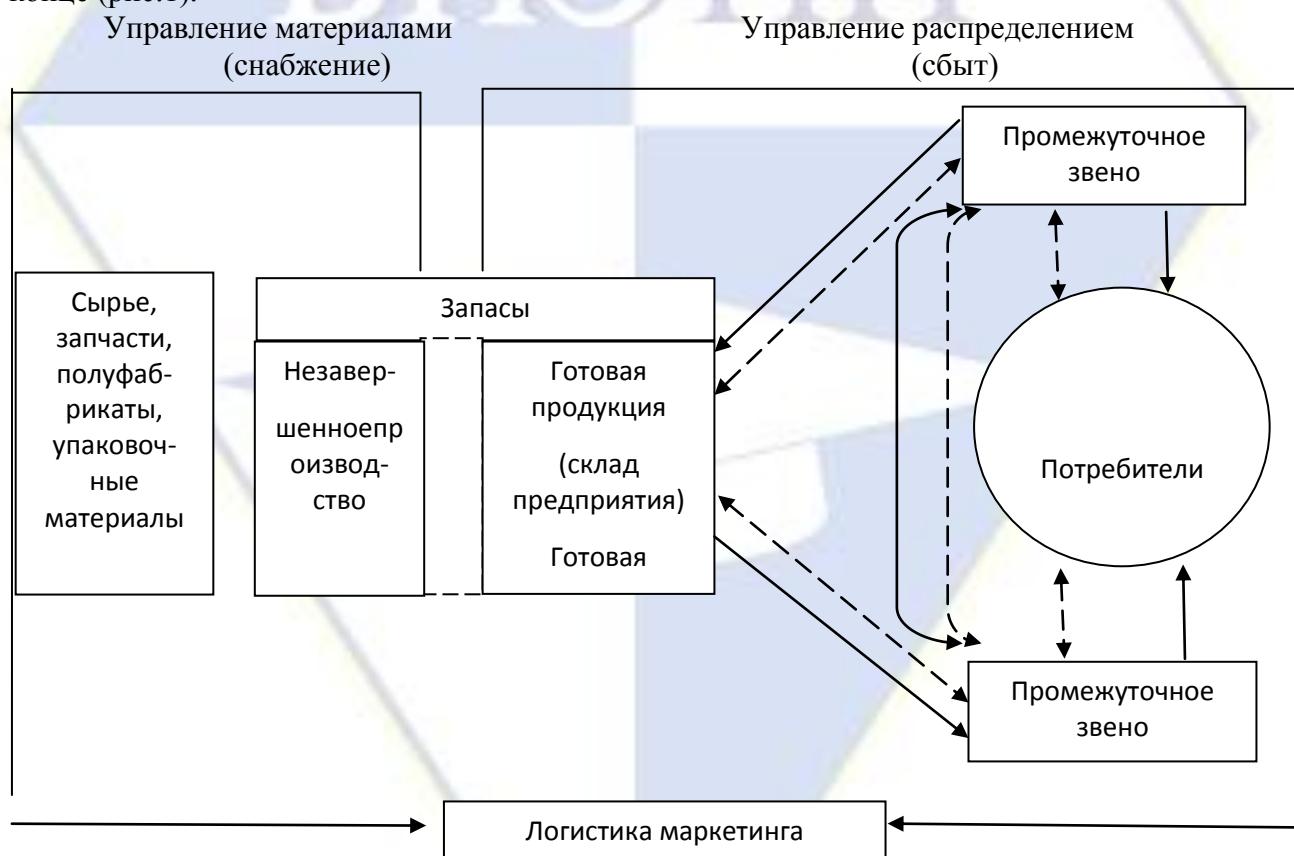 конце (рис.1).
Управление материалами
(снабжение)
Управление распределением
(сбыт)
Промежуточное
звено
Сырье,
запчасти,
полуфаб-
рикаты,
упаковоч-
ные
материалы
Запасы
Незавер-
шенноепр
оизвод-
ство
Готовая
продукция
(склад
предприятия)
Готовая
Потребители
Промежуточное
звено
Логистика маркетинга